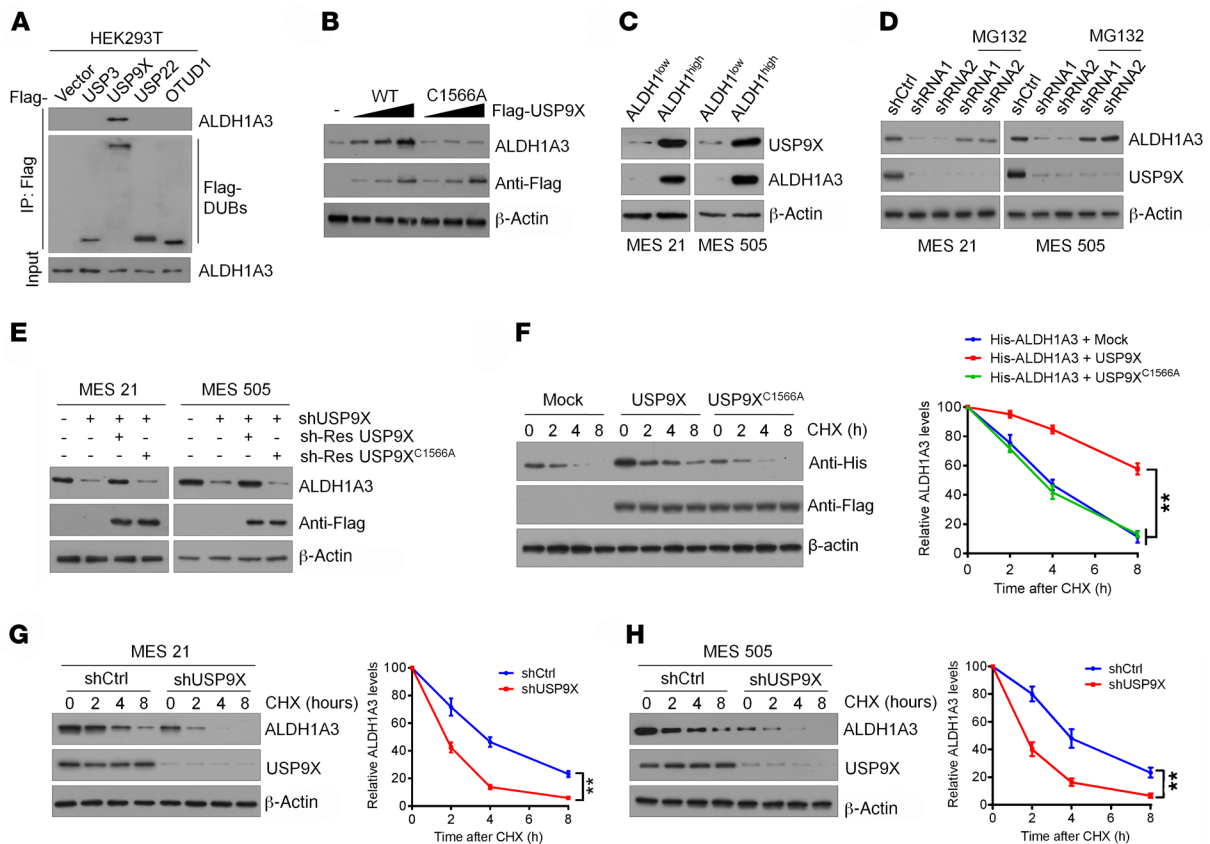 A
HEK293T
Flag-
Vector
USP3
USP9X
USP22
OTUD1
IP: Flag
ALDH1A3
Flag-
DUBs
Input
ALDH1A3
B
-
WT
C1566A
Flag-USP9X
ALDH1A3
Anti-Flag
β-Actin
C
ALDH1low
ALDH1high
ALDH1low
ALDH1high
USP9X
ALDH1A3
β-Actin
MES 21
MES 505
D
MG132
MG132
shCtrl
shRNA1
shRNA2
shRNA1
shRNA2
shCtrl
shRNA1
shRNA2
shRNA1
shRNA2
ALDH1A3
USP9X
β-Actin
MES 21
MES 505
E
MES 21
MES 505
- + + + - + + + shUSP9X
+ + sh-Res USP9X
+ + sh-Res USP9XC1566A
ALDH1A3
Anti-Flag
β-Actin
F
Mock
USP9X
USP9XC1566A
0 2 4 8 0 2 4 8 0 2 4 8 CHX (h)
Anti-His
Anti-Flag
β-actin
His-ALDH1A3 + Mock
His-ALDH1A3 + USP9X
His-ALDH1A3 + USP9XC1566A
Relative ALDH1A3 levels
100
80
60
40
20
0
**
0 2 4 6 8
Time after CHX (h)
G
MES 21
shCtrl
shUSP9X
0 2 4 8 0 2 4 8 CHX (hours)
ALDH1A3
USP9X
β-Actin
shCtrl
shUSP9X
Relative ALDH1A3 levels
100
80
60
40
20
0
**
0 2 4 6 8
Time after CHX (h)
H
MES 505
shCtrl
shUSP9X
0 2 4 8 0 2 4 8 CHX (hours)
ALDH1A3
USP9X
β-Actin
shCtrl
shUSP9X
Relative ALDH1A3 levels
100
80
60
40
20
0
**
0 2 4 6 8
Time after CHX (h)